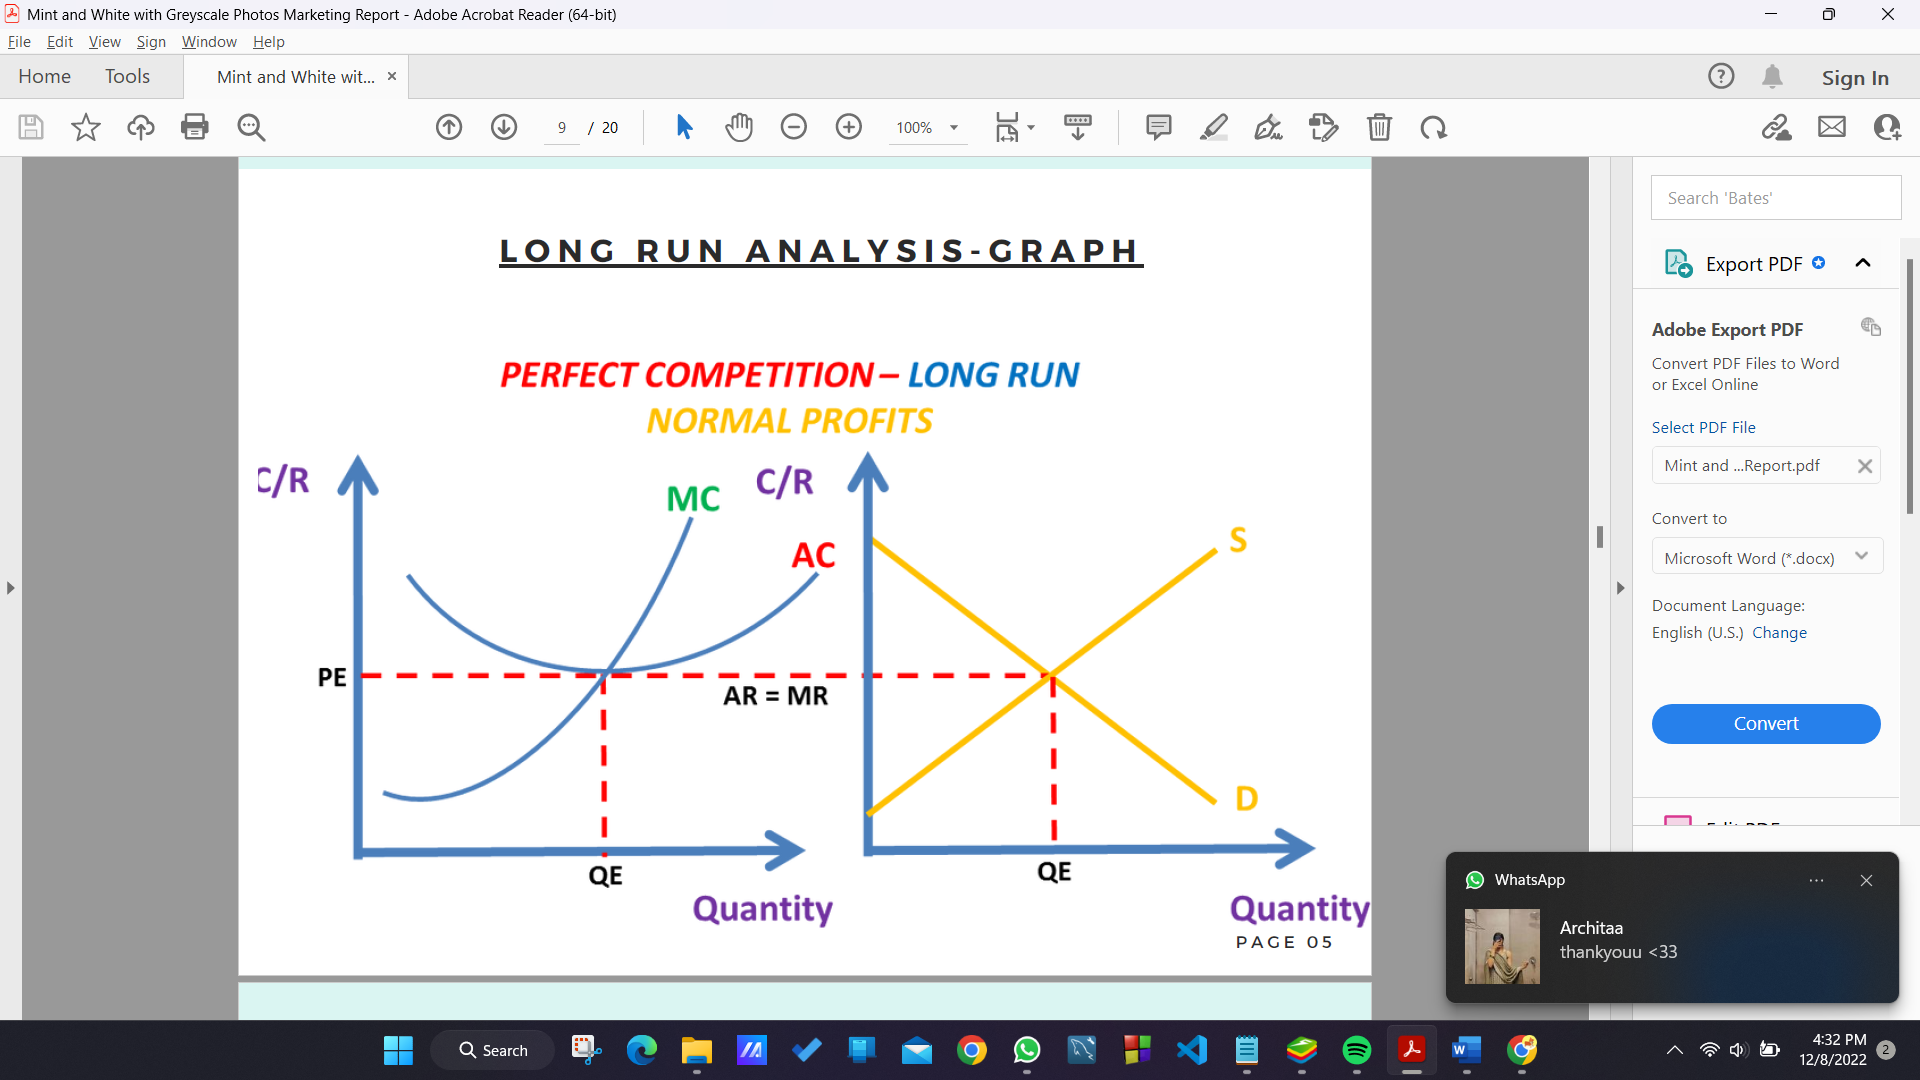 Mint and White with Greyscale Photos Marketing Report - Adobe Acrobat Reader (64-bit)
File Edit View Sign Window Help
Home Tools Mint and White wit... Sign In
9 / 20 100%
LONG RUN ANALYSIS-GRAPH
PERFECT COMPETITION – LONG RUN
NORMAL PROFITS
C/R
MC
AC
PE
AR = MR
QE
Quantity
C/R
S
D
QE
Quantity
PAGE 05
Search 'Bates'
Export PDF
Adobe Export PDF
Convert PDF Files to Word
or Excel Online
Select PDF File
Mint and ...Report.pdf
Convert to
Microsoft Word (*.docx)
Document Language:
English (U.S.) Change
Convert
WhatsApp
Architaa
thankyouu <33
Search
4:32 PM
12/8/2022
2